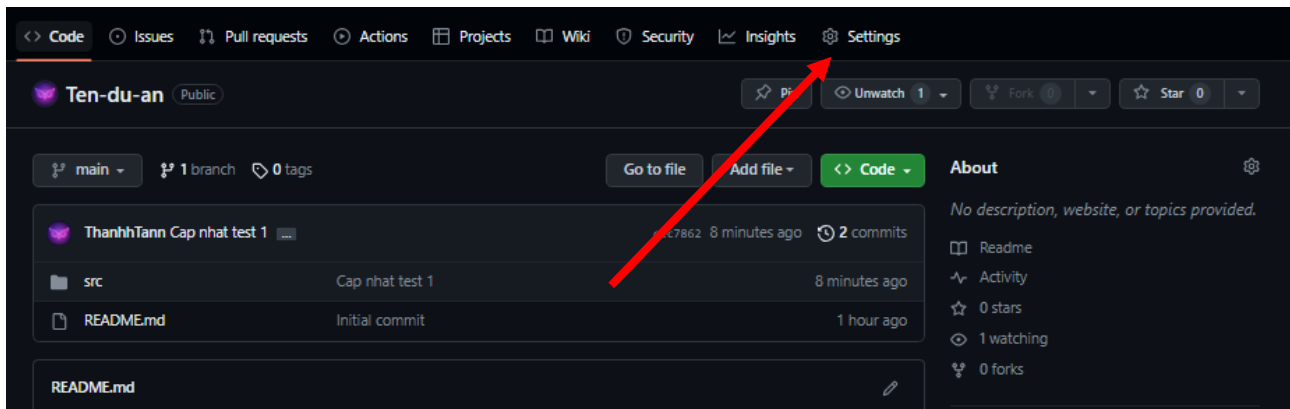 Code Issues Pull requests Actions Projects Wiki Security Insights Settings
Ten-du-an Public
Unwatch 1 Fork 0 Star 0
main 1 branch 0 tags Go to file Add file Code
About
No description, website, or topics provided.
ThanhhTann Cap nhat test 1 ... 8 minutes ago 2 commits
Readme
src Cap nhat test 1 8 minutes ago
Activity
README.md Initial commit 1 hour ago
0 stars
1 watching
0 forks
README.md